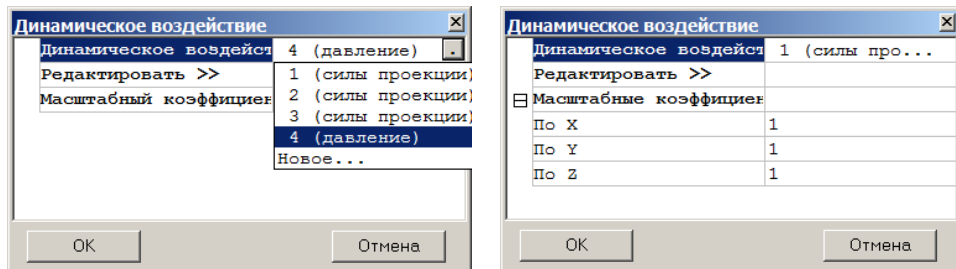 Динамическое воздействие
Динамическое воздейст 4 (давление)
Редактировать >>
1 (силы проекции)
2 (силы проекции)
Масштабный коэффициен
3 (силы проекции)
4 (давление)
Новое...
OK Отмена
Динамическое воздействие
Динамическое воздейст 1 (силы про...
Редактировать >>
Масштабные коэффициен
По X 1
По Y 1
По Z 1
OK Отмена